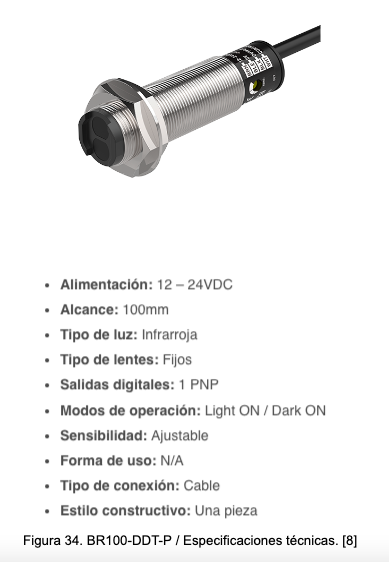 Alimentación: 12 – 24VDC
Alcance: 100mm
Tipo de luz: Infrarroja
Tipo de lentes: Fijos
Salidas digitales: 1 PNP
Modos de operación: Light ON / Dark ON
Sensibilidad: Ajustable
Forma de uso: N/A
Tipo de conexión: Cable
Estilo constructivo: Una pieza
Figura 34. BR100-DDT-P / Especificaciones técnicas. [8]